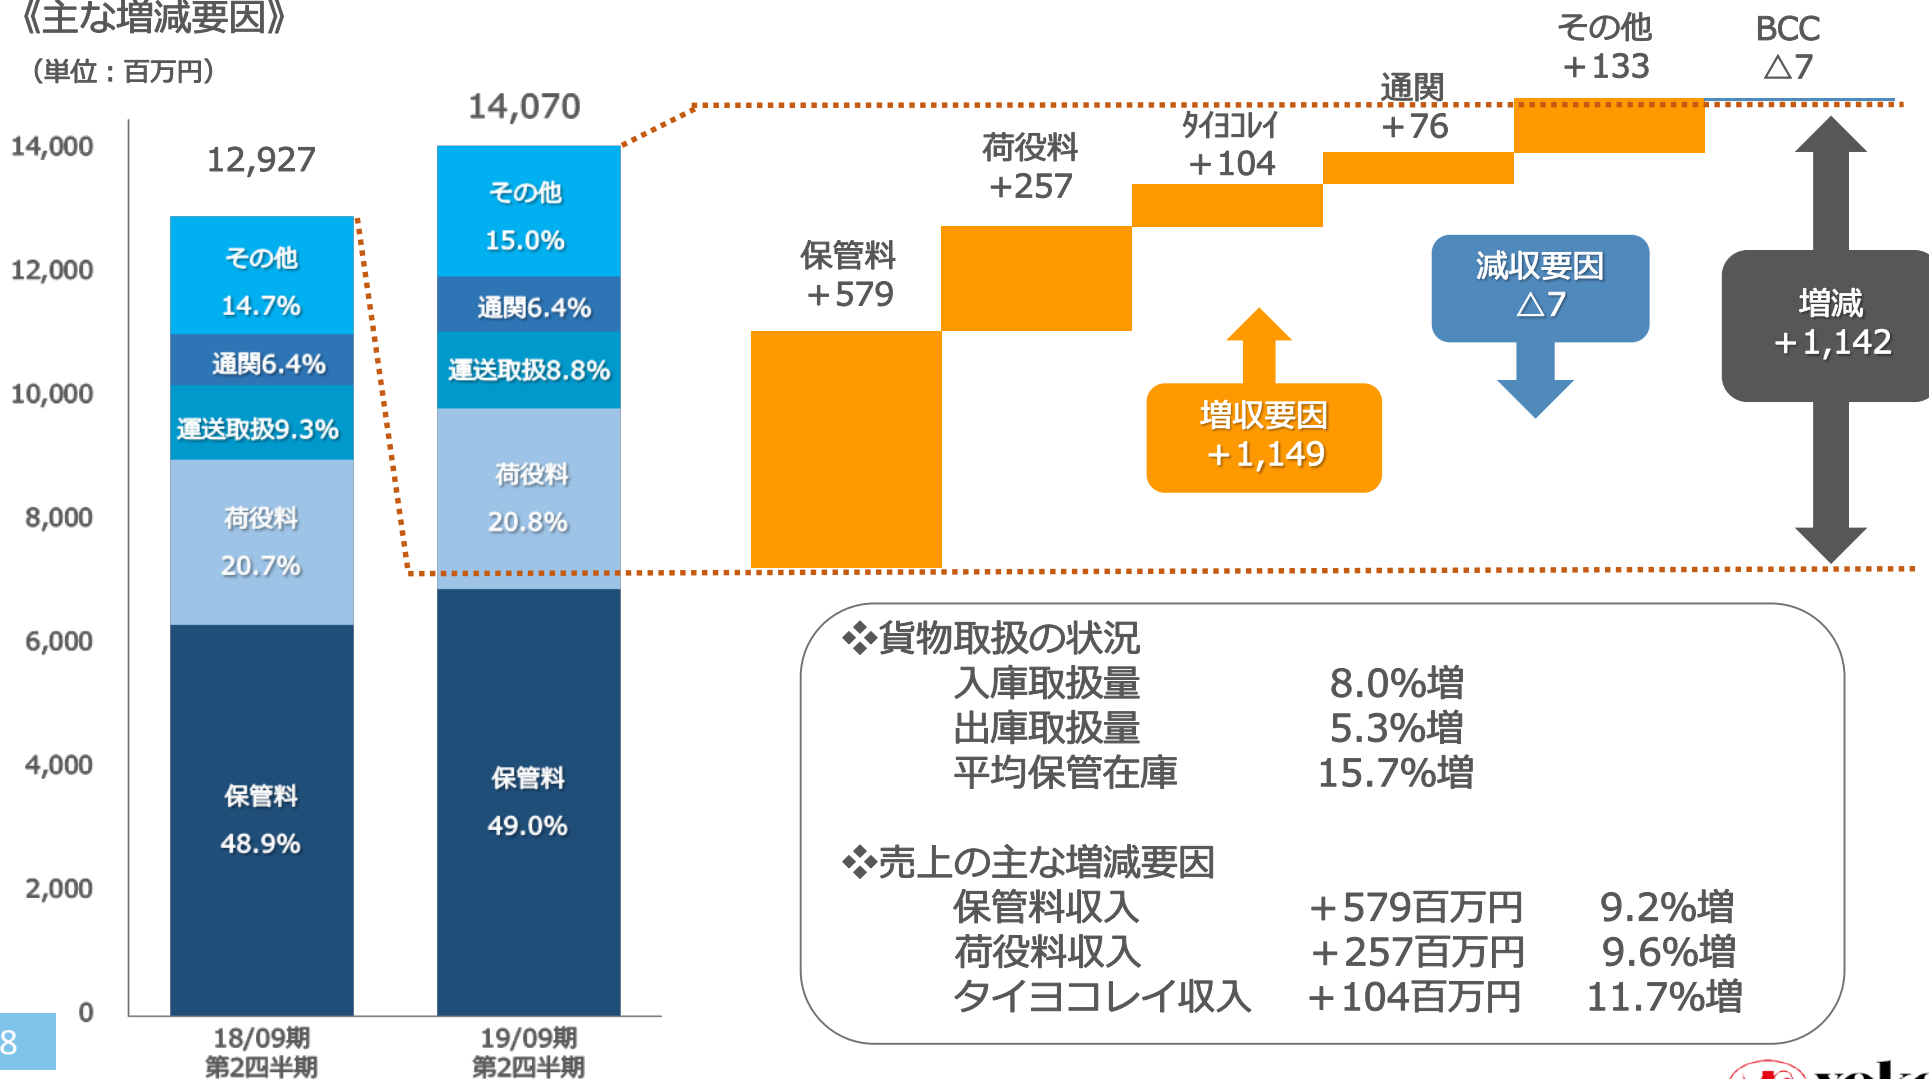 《主な増減要因》
（単位：百万円）
14,000
12,000
10,000
8,000
6,000
4,000
2,000
0
12,927
その他
14.7%
通関6.4%
運送取扱9.3%
荷役料
20.7%
保管料
48.9%
18/09期
第2四半期
14,070
その他
15.0%
通関6.4%
運送取扱8.8%
荷役料
20.8%
保管料
49.0%
19/09期
第2四半期
保管料
＋579
荷役料
+257
ﾀｲﾖｺﾚｲ
＋104
通関
＋76
その他
＋133
BCC
△7
増収要因
＋1,149
減収要因
△7
増減
＋1,142
❖貨物取扱の状況
入庫取扱量 8.0%増
出庫取扱量 5.3%増
平均保管在庫 15.7%増
❖売上の主な増減要因
保管料収入 ＋579百万円 9.2%増
荷役料収入 ＋257百万円 9.6%増
タイヨコレイ収入 ＋104百万円 11.7%増
8